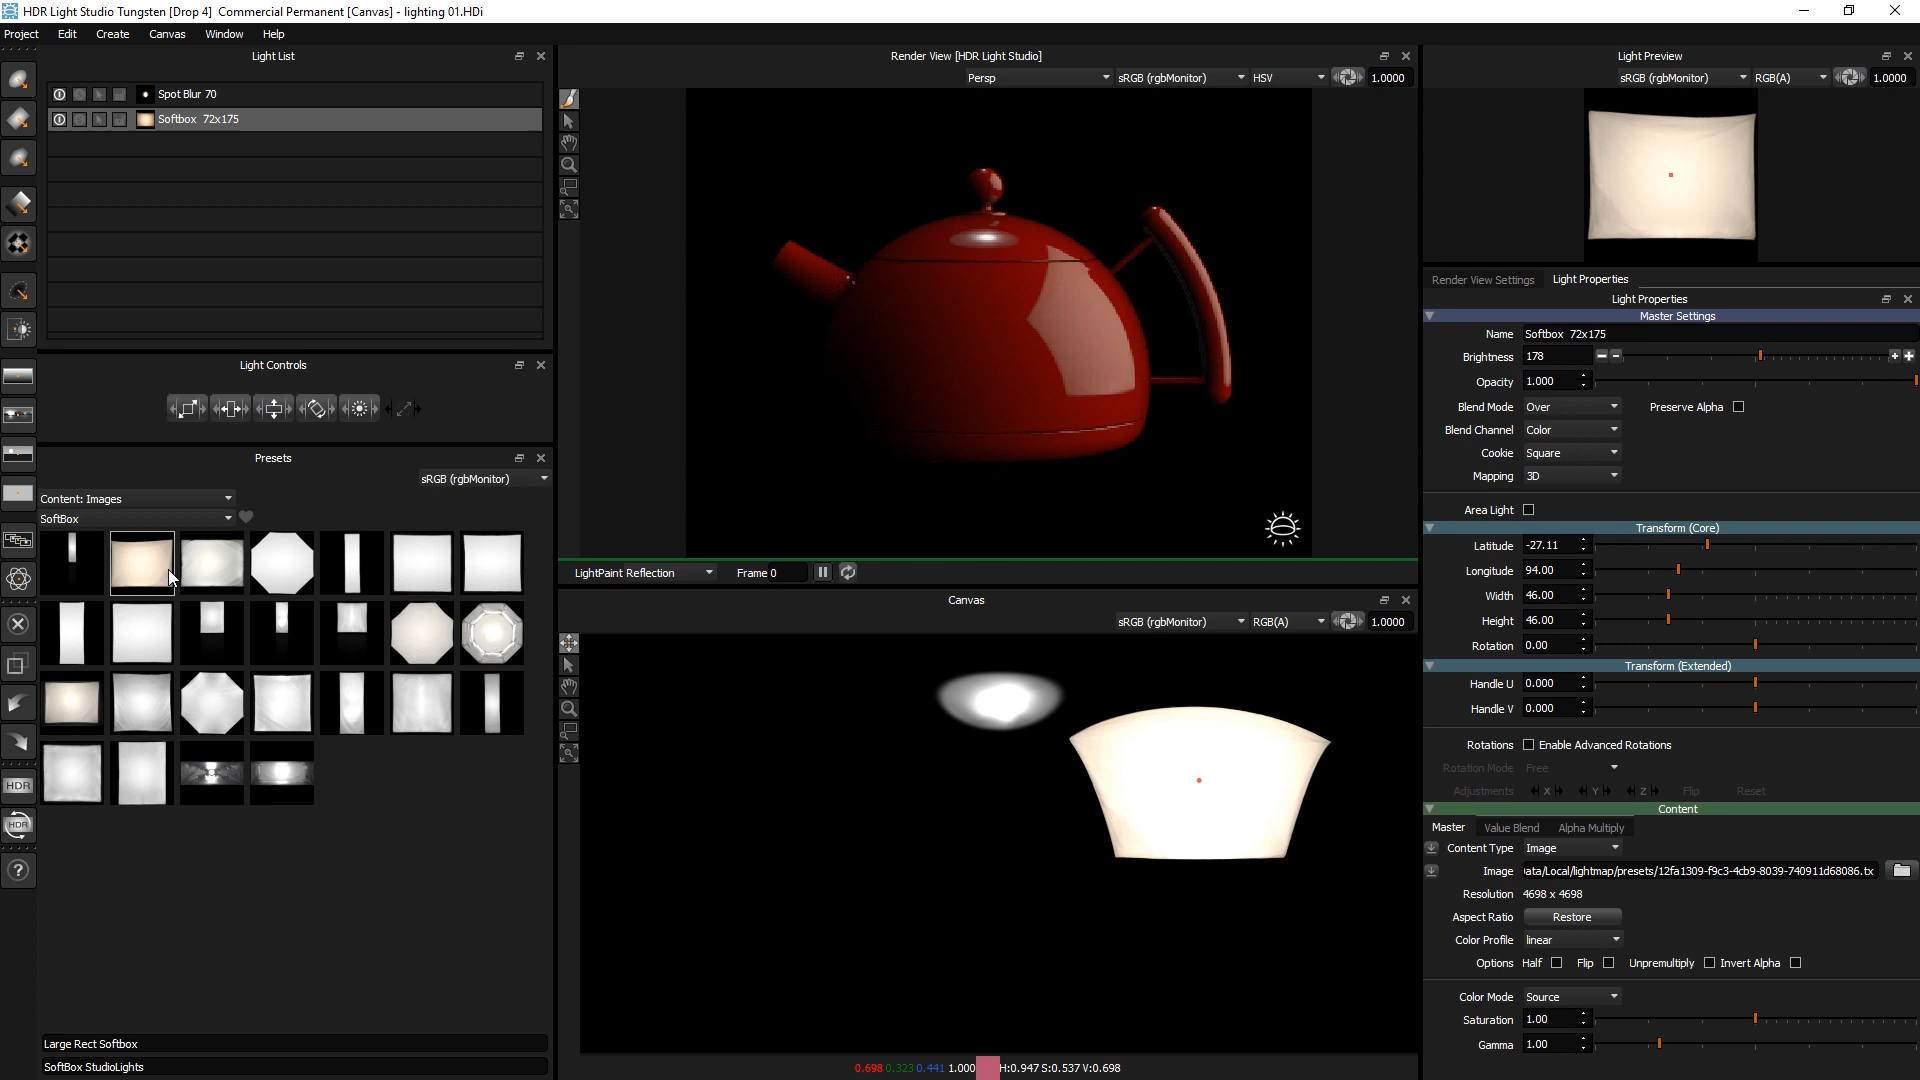 HDR Light Studio Tungsten [Drop 4]  Commercial Permanent [Canvas] - lighting 01.HDi
Project Edit Create Canvas Window Help
Light List
Spot Blur 70
Softbox 72x175
Light Controls
Presets
sRGB (rgbMonitor)
Content: Images
SoftBox
HDR
HDR
?
Large Rect Softbox
SoftBox StudioLights
Render View [HDR Light Studio]
Persp sRGB (rgbMonitor) HSV 1.0000
LightPaint Reflection Frame 0
Canvas
sRGB (rgbMonitor) RGB(A) 1.0000
0.698 0.323 0.441 1.000 H:0.947 S:0.537 V:0.698
Light Preview
sRGB (rgbMonitor) RGB(A) 1.0000
Render View Settings Light Properties
Light Properties
Master Settings
Name Softbox 72x175
Brightness 178
Opacity 1.000
Blend Mode Over Preserve Alpha
Blend Channel Color
Cookie Square
Mapping 3D
Area Light
Transform (Core)
Latitude -27.11
Longitude 94.00
Width 46.00
Height 46.00
Rotation 0.00
Transform (Extended)
Handle U 0.000
Handle V 0.000
Rotations Enable Advanced Rotations
Rotation Mode Free
Adjustments X Y Z Flip Reset
Content
Master Value Blend Alpha Multiply
Content Type Image
Image ata/Local/lightmap/presets/12fa1309-f9c3-4cb9-8039-740911d68086.tx
Resolution 4698 x 4698
Aspect Ratio Restore
Color Profile linear
Options Half Flip Unpremultiply Invert Alpha
Color Mode Source
Saturation 1.00
Gamma 1.00